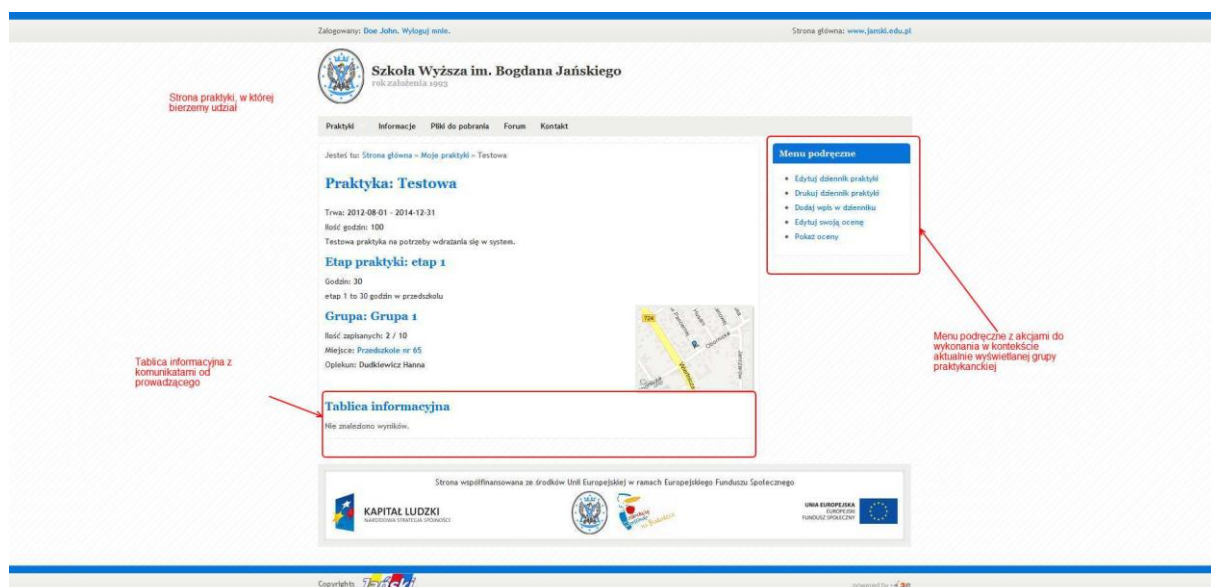 Zalogowany: Doe John. Wyloguj mnie.
Strona główna: www.janski.edu.pl
Szkoła Wyższa im. Bogdana Jańskiego
rok założenia 1993
Strona praktyki, w której
bierzemy udział
Praktyki Informacje Pliki do pobrania Forum Kontakt
Jesteś tu: Strona główna » Moje praktyki » Testowa
Praktyka: Testowa
Trwa: 2012-08-01 - 2014-12-31
Ilość godzin: 100
Testowa praktyka na potrzeby wdrażania się w system.
Etap praktyki: etap 1
Godzin: 30
etap 1 to 30 godzin w przedszkolu
Grupa: Grupa 1
Ilość zapisanych: 2 / 10
Miejsce: Przedszkole nr 65
Opiekun: Dudkiewicz Hanna
724
Obornicka
Menu podręczne
Edytuj dziennik praktyki
Drukuj dziennik praktyki
Dodaj wpis w dzienniku
Edytuj swoją ocenę
Pokaż oceny
Menu podręczne z akcjami do
wykonania w kontekście
aktualnie wyświetlanej grupy
praktykanckiej
Tablica informacyjna z
komunikatami od
prowadzącego
Tablica informacyjna
Nie znaleziono wyników.
Strona współfinansowana ze środków Unii Europejskiej w ramach Europejskiego Funduszu Społecznego
KAPITAŁ LUDZKI
NARODOWA STRATEGIA SPÓJNOŚCI
UNIA EUROPEJSKA
EUROPEJSKI
FUNDUSZ SPOŁECZNY
Copyrights Jański
powered by